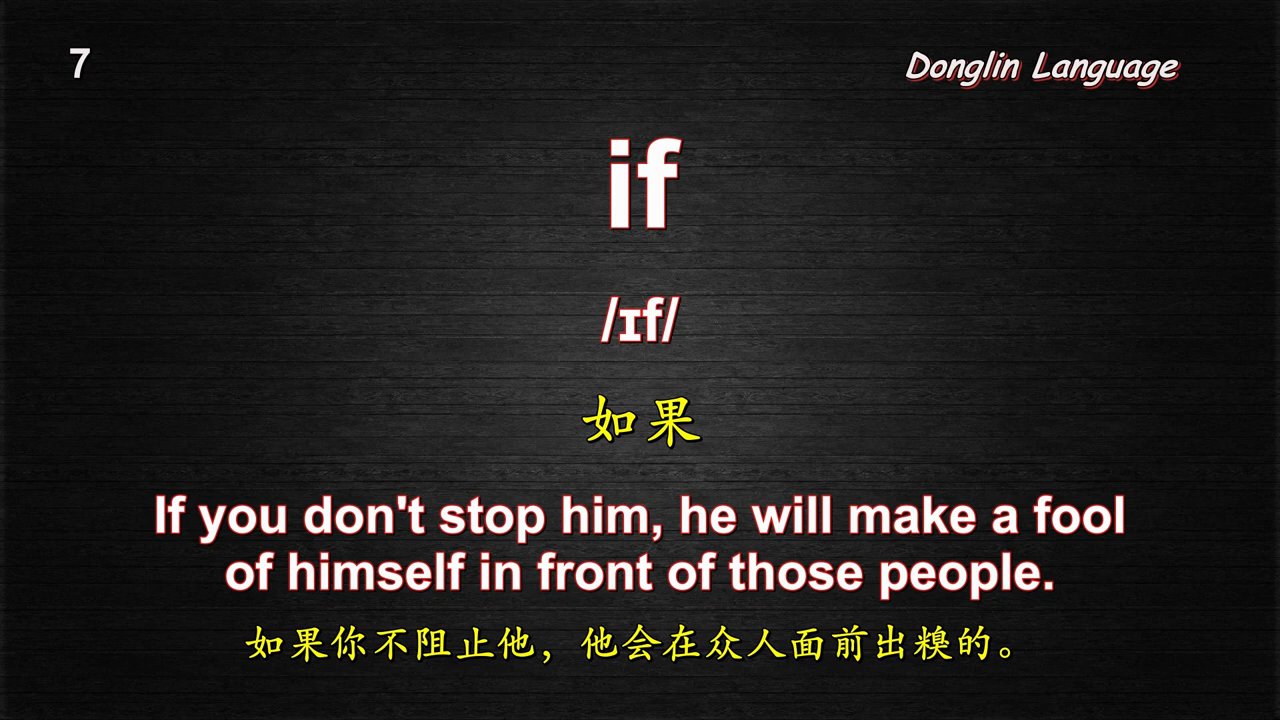 7
Donglin Language
if
/ɪf/
如果
If you don't stop him, he will make a fool
of himself in front of those people.
如果你不阻止他，他会在众人面前出糗的。